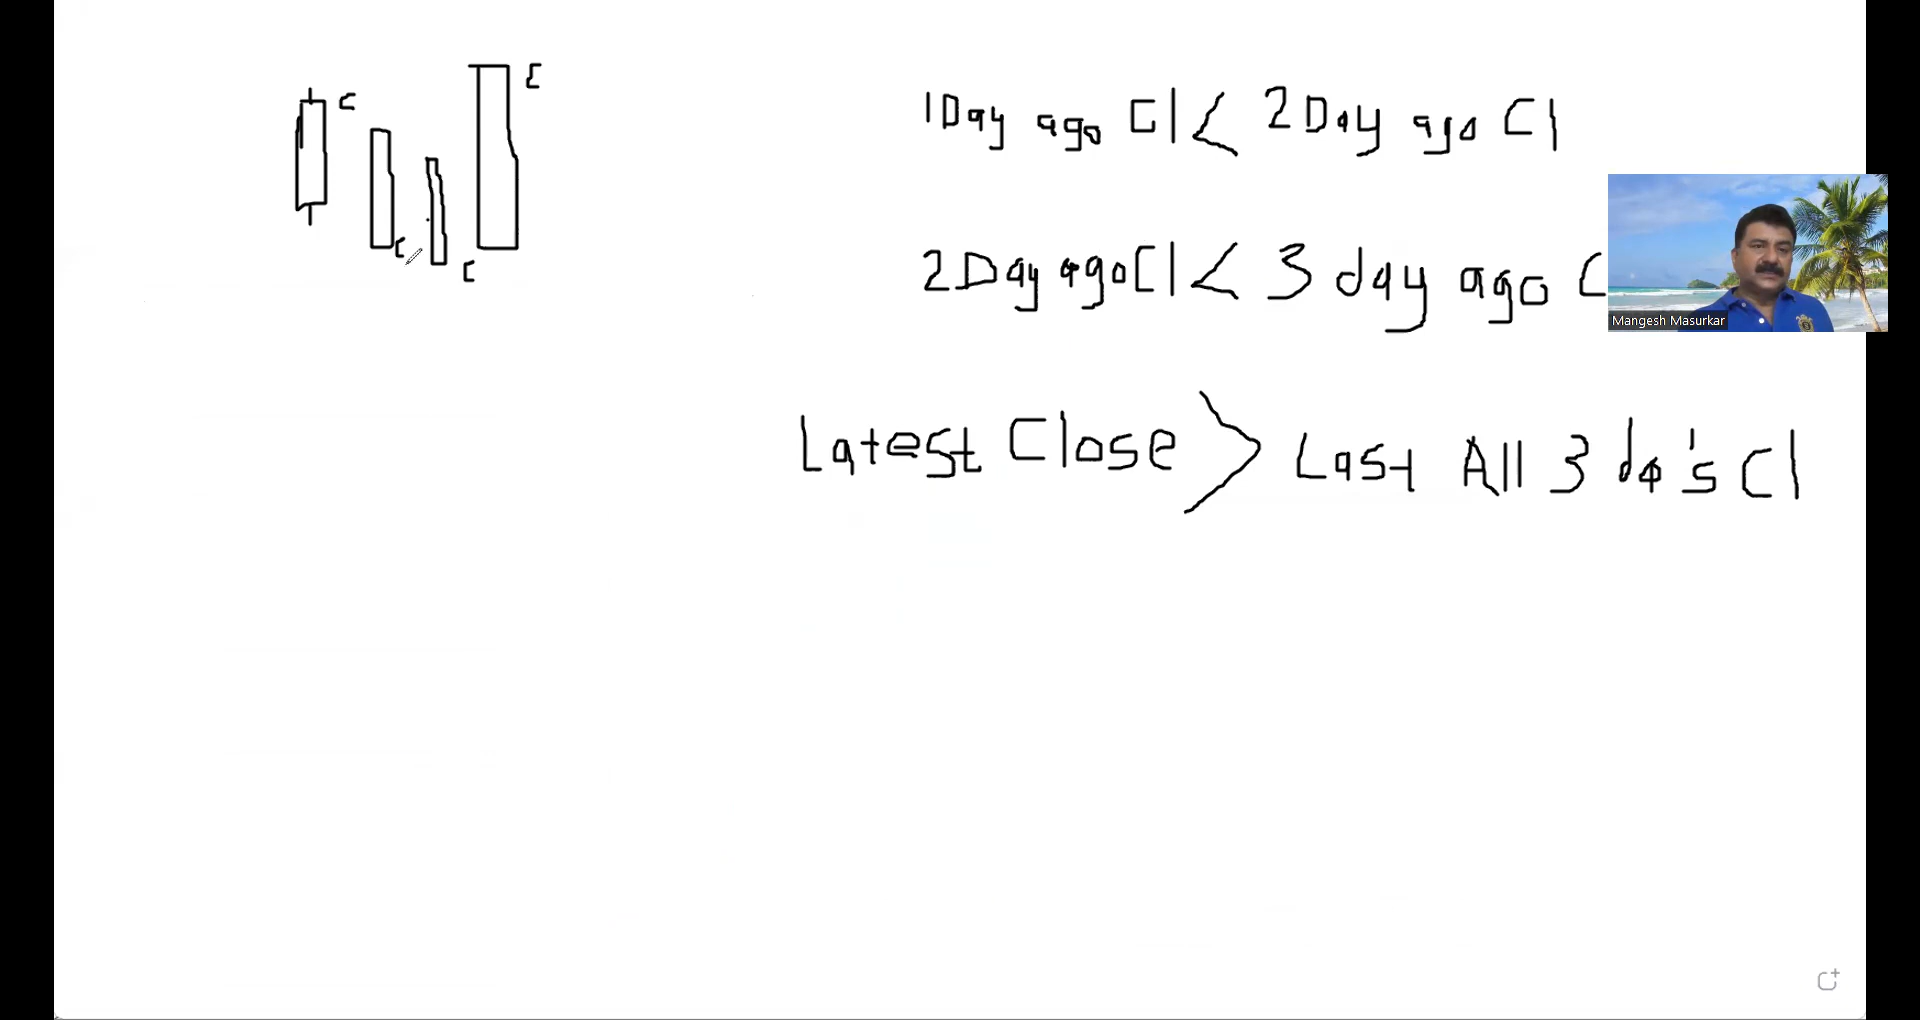 C
C
C
C
1Day ago Cl < 2Day ago Cl
2Day ago Cl < 3 day ago C
Mangesh Masurkar
Latest Close > Last All 3 da's Cl